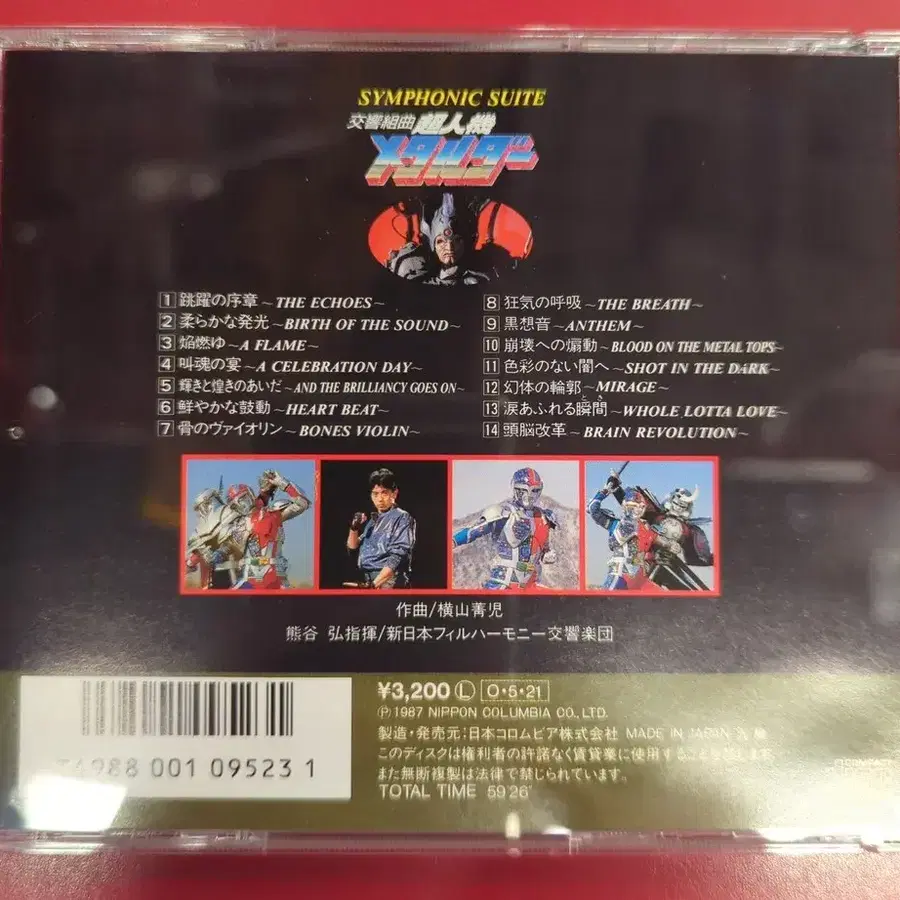 SYMPHONIC SUITE
交響組曲 超人機
メタルダー
1 跳躍の序章～THE ECHOES～
2 柔らかな発光～BIRTH OF THE SOUND～
3 焔燃ゆ～A FLAME～
4 叫魂の宴～A CELEBRATION DAY～
5 輝きと煌きのあいだ～AND THE BRILLIANCY GOES ON～
6 鮮やかな鼓動～HEART BEAT～
7 骨のヴァイオリン～BONES VIOLIN～
8 狂気の呼吸～THE BREATH～
9 黒想音～ANTHEM～
10 崩壊への煽動～BLOOD ON THE METAL TOPS～
11 色彩のない闇へ～SHOT IN THE DARK～
12 幻体の輪郭～MIRAGE～
とき
13 涙あふれる瞬間～WHOLE LOTTA LOVE～
14 頭脳改革～BRAIN REVOLUTION～
作曲/横山菁児
熊谷 弘指揮/新日本フィルハーモニー交響楽団
¥3,200 Ⓛ O・5・21
Ⓟ1987 NIPPON COLUMBIA CO., LTD.
製造・発売元:日本コロムビア株式会社 MADE IN JAPAN
このディスクは権利者の許諾なく賃貸業に使用することを禁じます
また無断複製は法律で禁じられています。
TOTAL TIME 59'26"
4988 001 09523 1